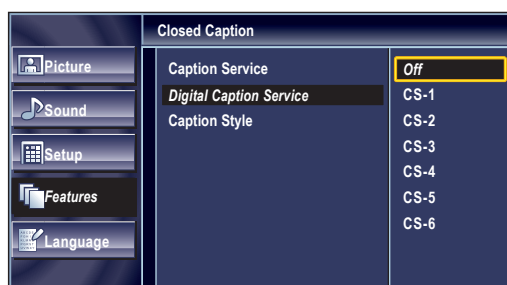 Closed Caption
Picture
Sound
Setup
Features
Language
Caption Service
Digital Caption Service
Caption Style
Off
CS-1
CS-2
CS-3
CS-4
CS-5
CS-6